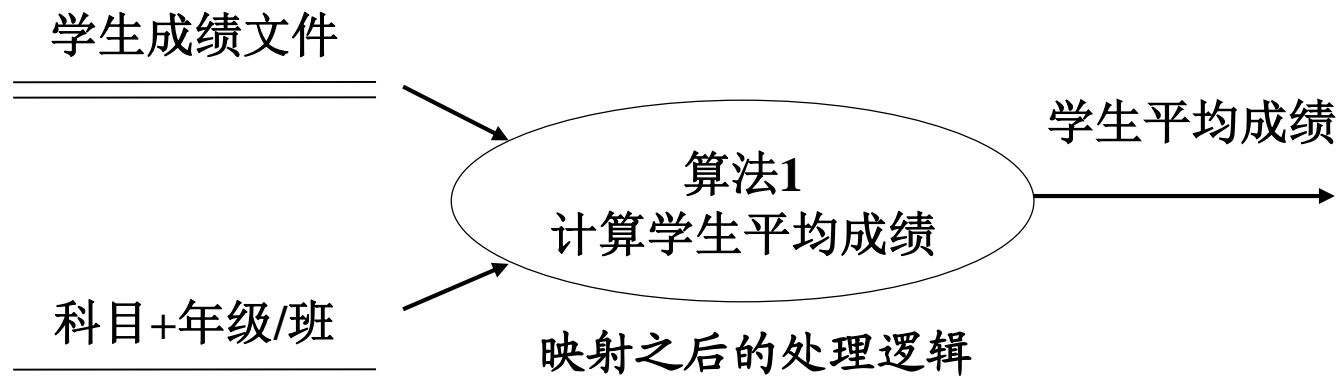 学生成绩文件
学生平均成绩
算法1
计算学生平均成绩
科目+年级/班
映射之后的处理逻辑